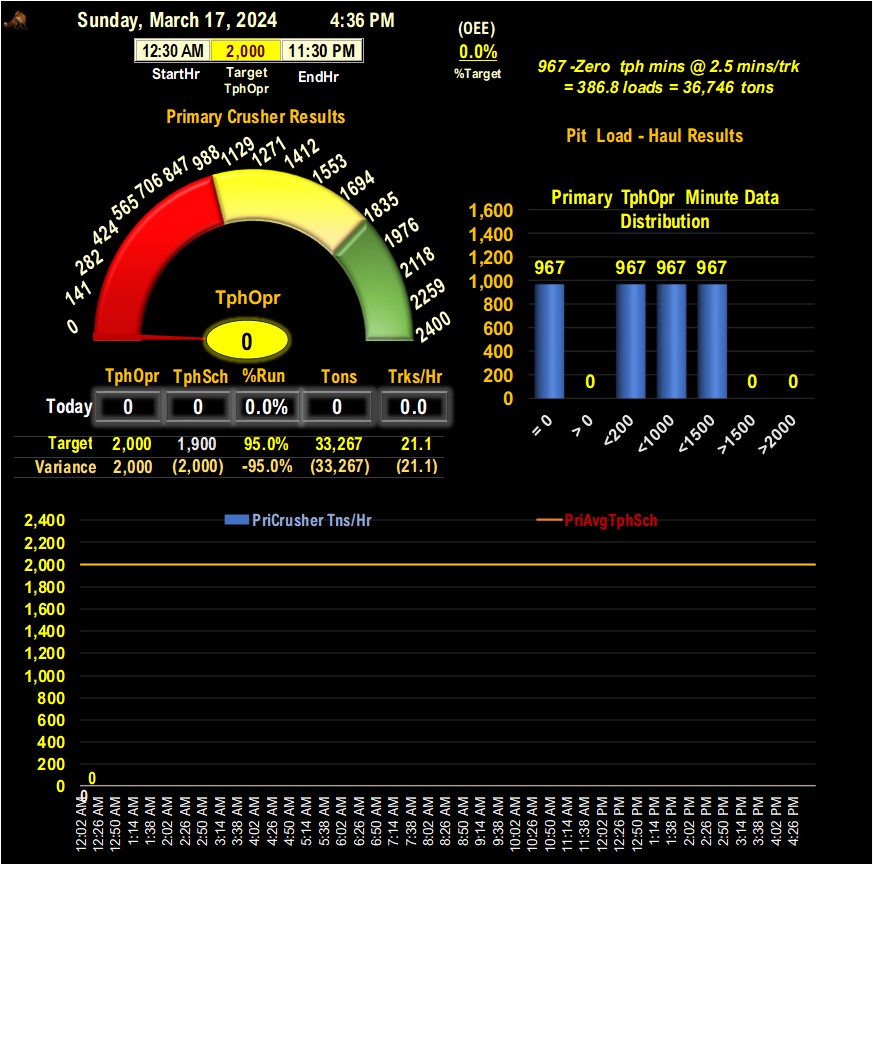 Sunday, March 17, 2024 4:36 PM
12:30 AM 2,000 11:30 PM
StartHr Target TphOpr EndHr
(OEE)
0.0%
%Target
967 -Zero tph mins @ 2.5 mins/trk
= 386.8 loads = 36,746 tons
Primary Crusher Results
Pit Load - Haul Results
0 141 282 424 565 706 847 988 1129 1271 1412 1553 1694 1835 1976 2118 2259 2400
TphOpr
0
Primary TphOpr Minute Data
Distribution
1,600
1,400
1,200
1,000
800
600
400
200
0
967 0 967 967 967 0 0
= 0 > 0 <200 <1000 <1500 >1500 >2000
TphOpr TphSch %Run Tons Trks/Hr
Today 0 0 0.0% 0 0.0
Target 2,000 1,900 95.0% 33,267 21.1
Variance 2,000 (2,000) -95.0% (33,267) (21.1)
PriCrusher Tns/Hr PriAvgTphSch
2,400
2,200
2,000
1,800
1,600
1,400
1,200
1,000
800
600
400
200
0
0
0
12:02 AM 12:26 AM 12:50 AM 1:14 AM 1:38 AM 2:02 AM 2:26 AM 2:50 AM 3:14 AM 3:38 AM 4:02 AM 4:26 AM 4:50 AM 5:14 AM 5:38 AM 6:02 AM 6:26 AM 6:50 AM 7:14 AM 7:38 AM 8:02 AM 8:26 AM 8:50 AM 9:14 AM 9:38 AM 10:02 AM 10:26 AM 10:50 AM 11:14 AM 11:38 AM 12:02 PM 12:26 PM 12:50 PM 1:14 PM 1:38 PM 2:02 PM 2:26 PM 2:50 PM 3:14 PM 3:38 PM 4:02 PM 4:26 PM